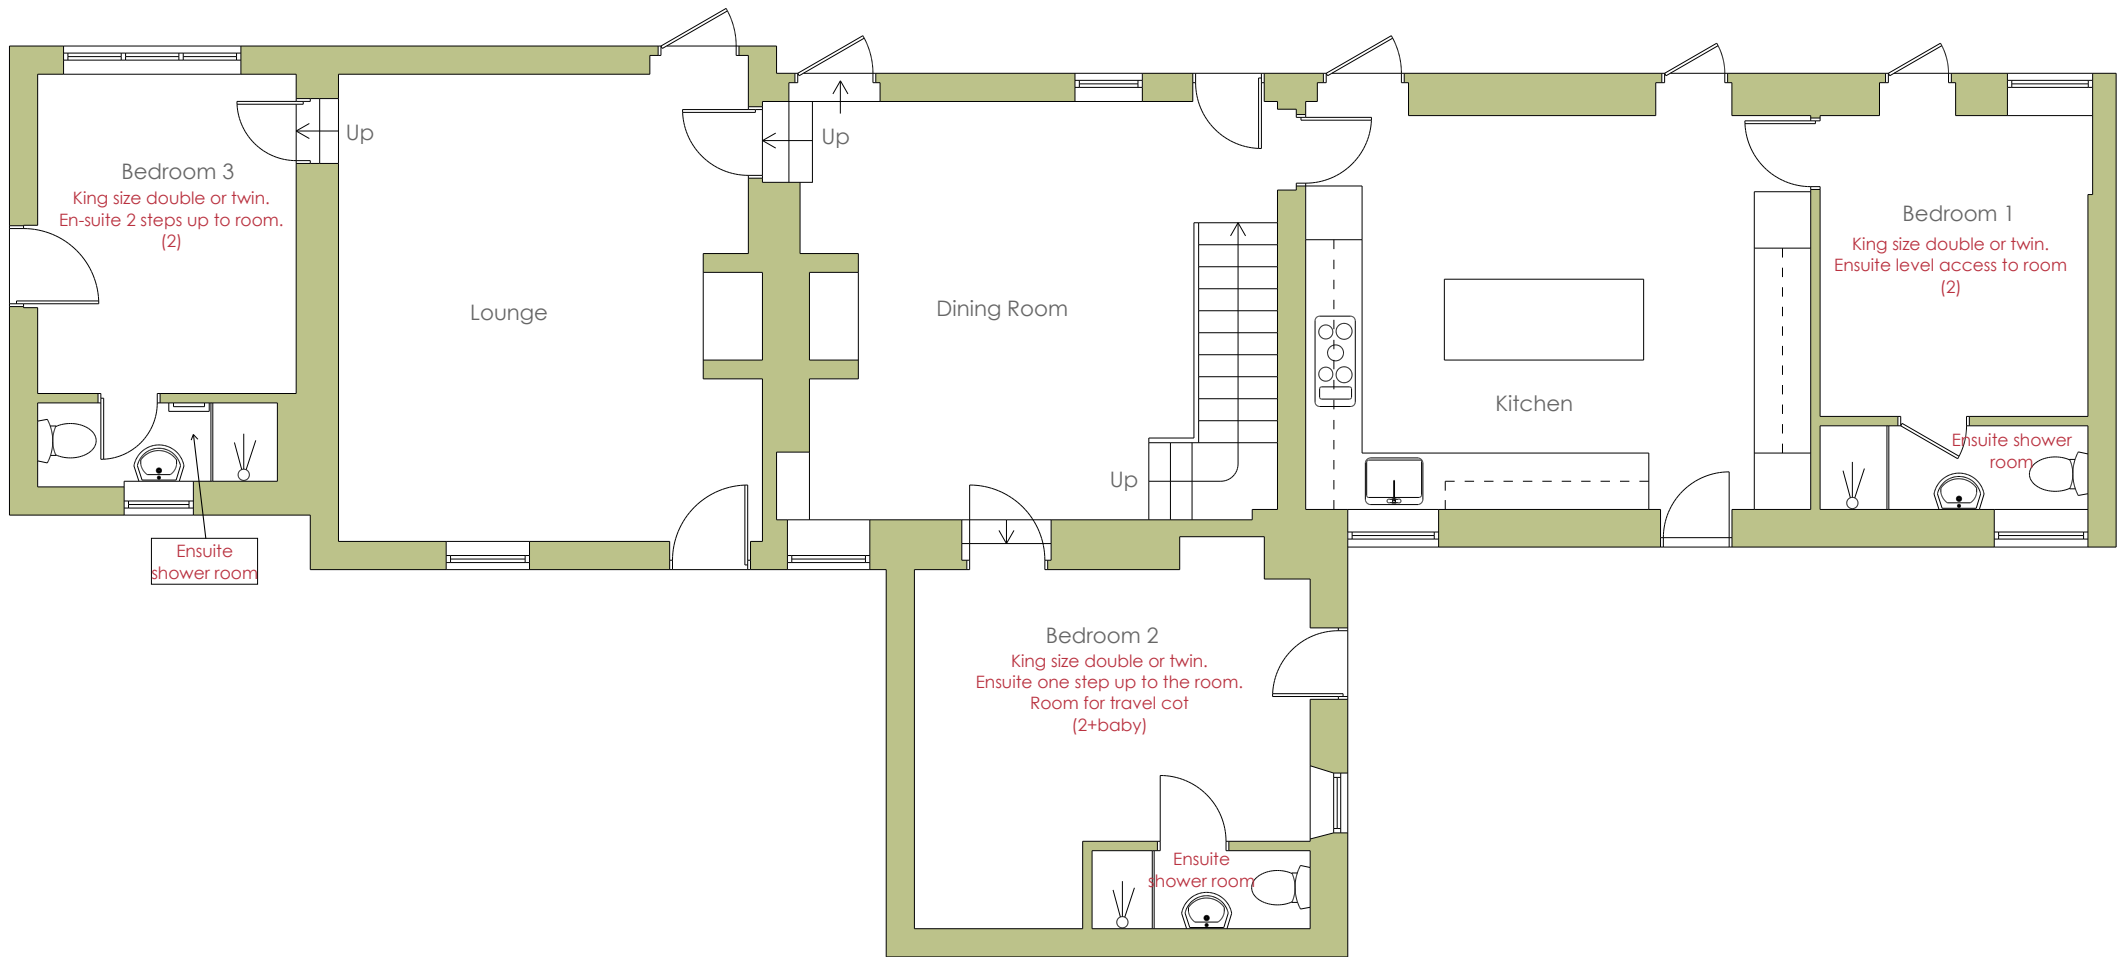 Up
Bedroom 3
King size double or twin.
En-suite 2 steps up to room.
(2)
Ensuite
shower room
Lounge
Up
Dining Room
Up
Kitchen
Bedroom 1
King size double or twin.
Ensuite level access to room
(2)
Ensuite shower
room
Bedroom 2
King size double or twin.
Ensuite one step up to the room.
Room for travel cot
(2+baby)
Ensuite
shower room